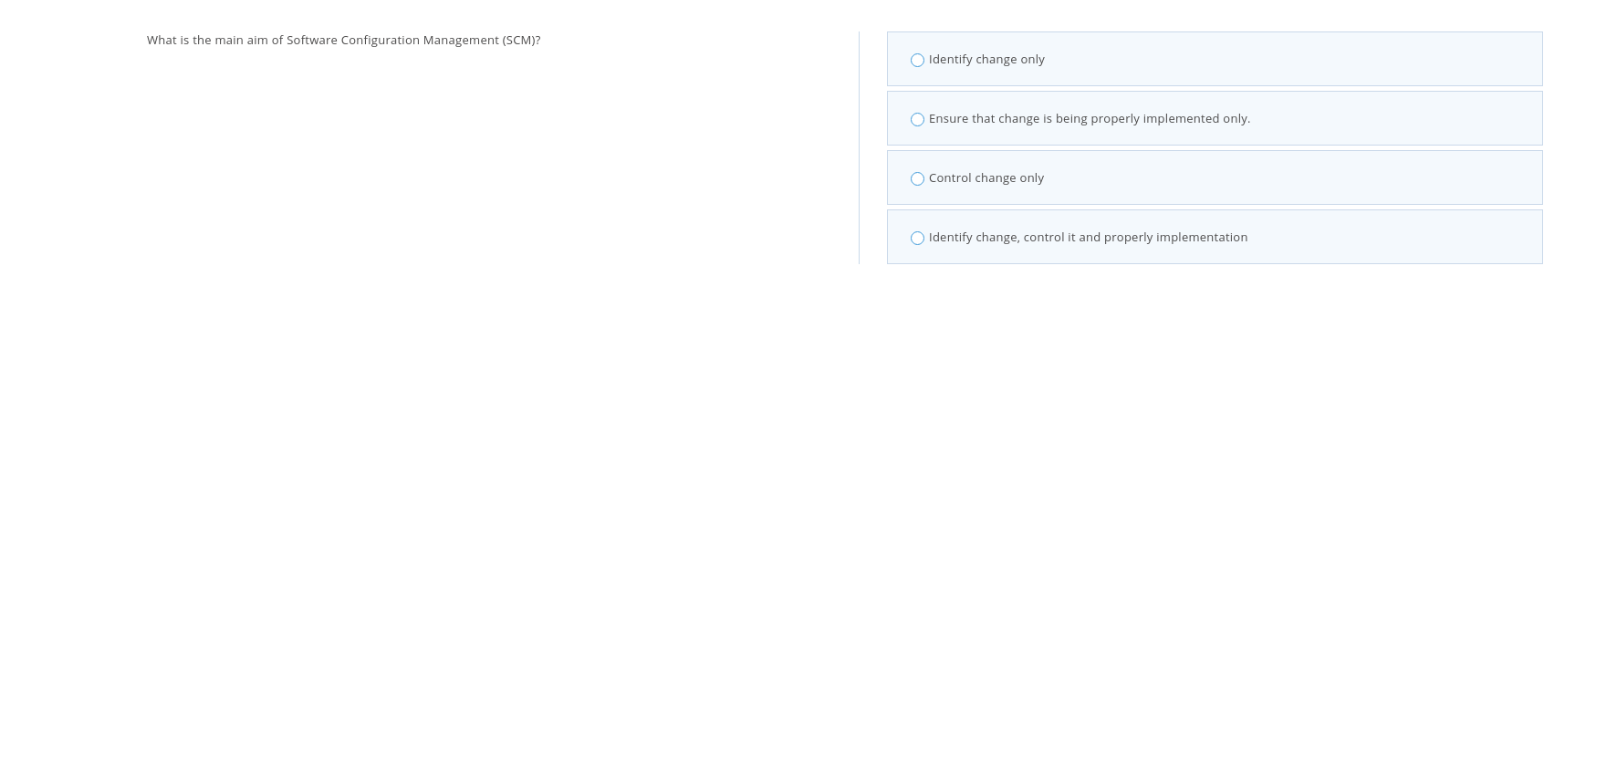 What is the main aim of Software Configuration Management (SCM)?
Identify change only
Ensure that change is being properly implemented only.
Control change only
Identify change, control it and properly implementation